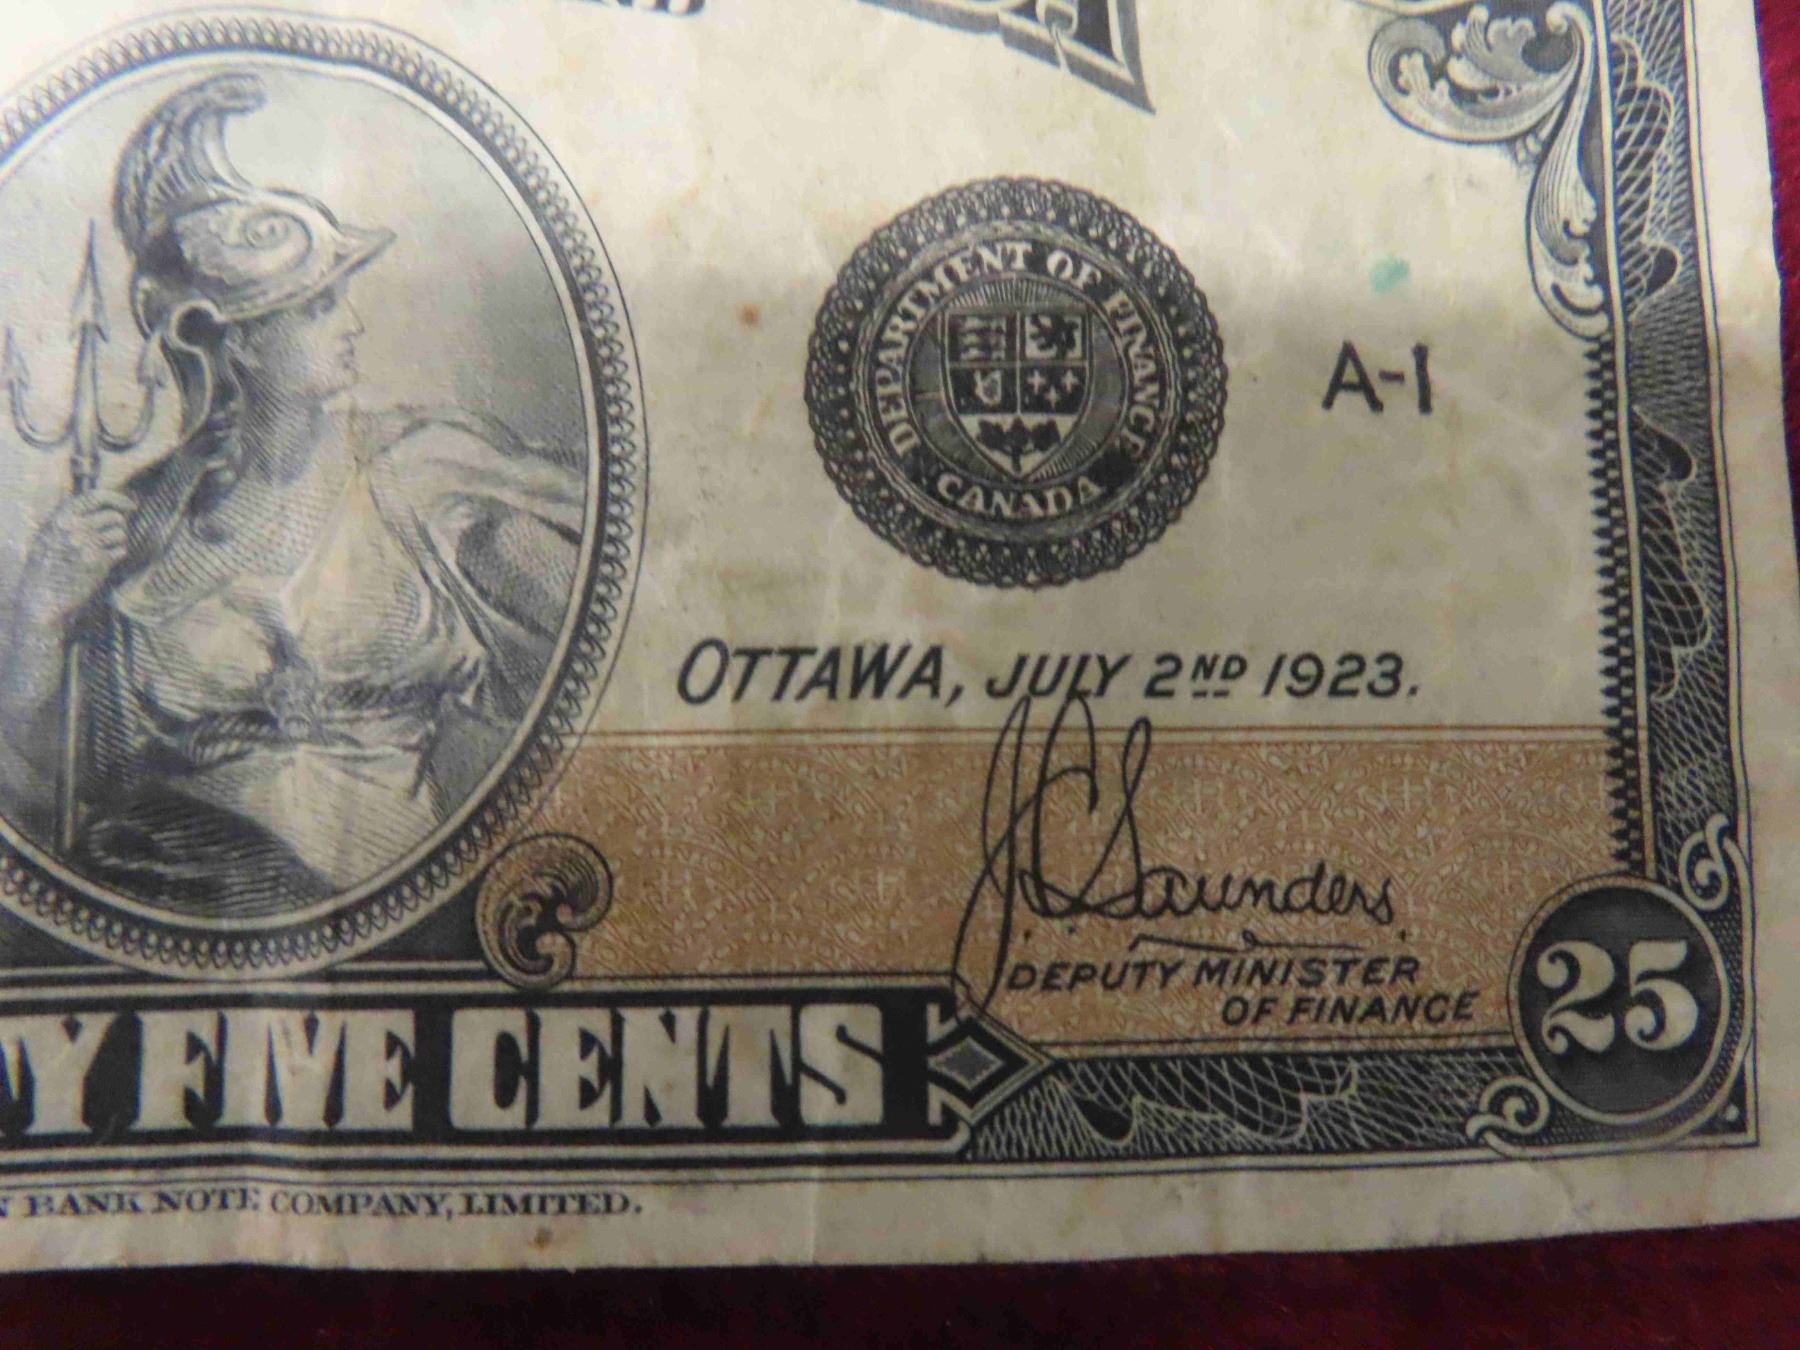 DEPARTMENT OF FINANCE
CANADA
A-1
OTTAWA, JULY 2ND 1923.
J.C. Saunders
DEPUTY MINISTER
OF FINANCE
25
FIVE CENTS
BANK NOTE COMPANY, LIMITED.